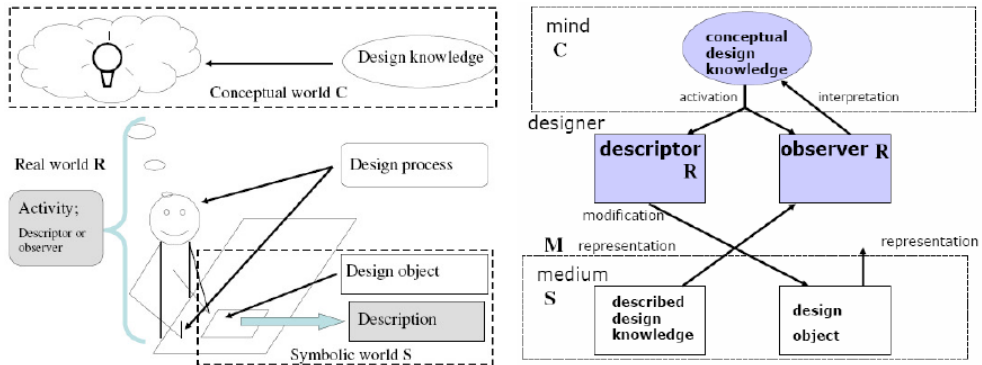 Design knowledge
Conceptual world C
Real world R
Design process
Activity;
Descriptor or
observer
Design object
Description
Symbolic world S
mind
C
conceptual
design
knowledge
activation
interpretation
designer
descriptor
R
observer R
modification
M
representation
representation
medium
S
described
design
knowledge
design
object